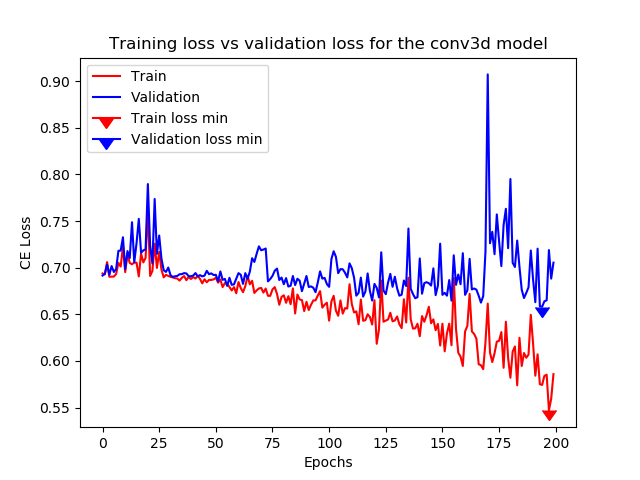 Training loss vs validation loss for the conv3d model
Train
Validation
Train loss min
Validation loss min
0.90
0.85
0.80
0.75
0.70
0.65
0.60
0.55
CE Loss
0 25 50 75 100 125 150 175 200
Epochs